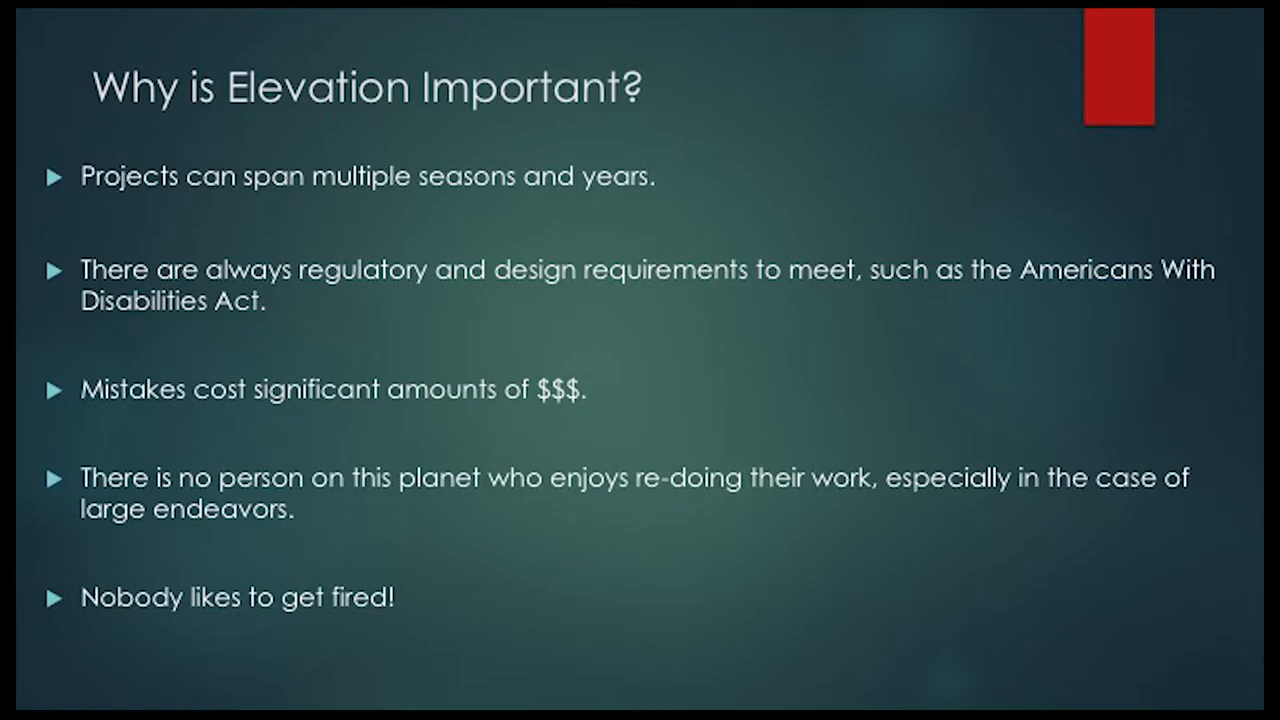 Why is Elevation Important?
Projects can span multiple seasons and years.
There are always regulatory and design requirements to meet, such as the Americans With
Disabilities Act.
Mistakes cost significant amounts of $$$.
There is no person on this planet who enjoys re-doing their work, especially in the case of
large endeavors.
Nobody likes to get fired!